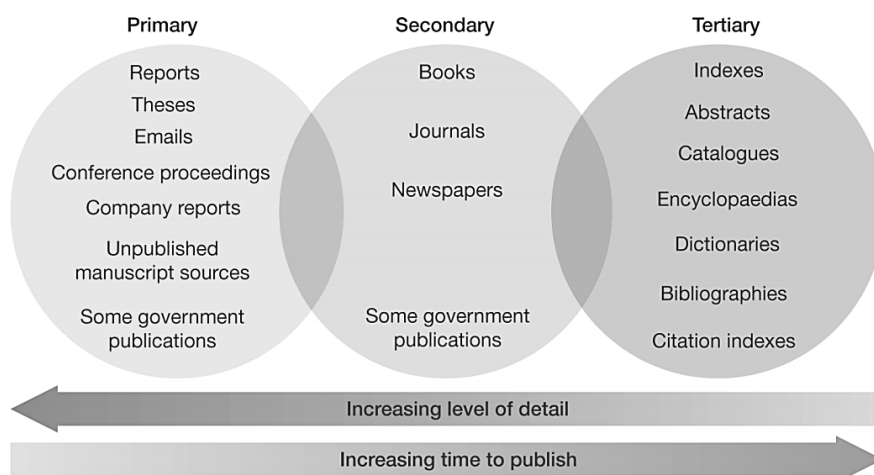 Primary
Secondary
Tertiary
Reports
Theses
Emails
Conference proceedings
Company reports
Unpublished
manuscript sources
Some government
publications
Books
Journals
Newspapers
Some government
publications
Indexes
Abstracts
Catalogues
Encyclopaedias
Dictionaries
Bibliographies
Citation indexes
Increasing level of detail
Increasing time to publish